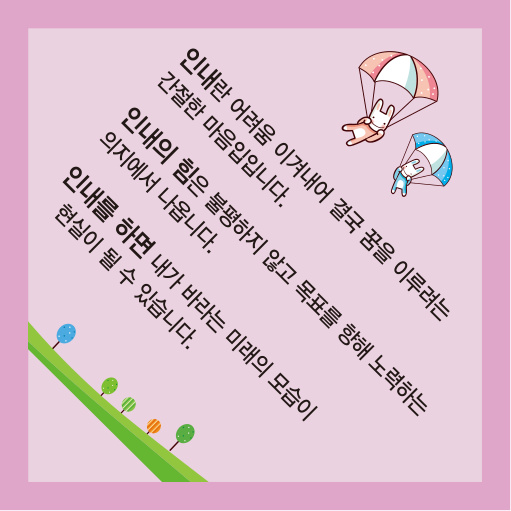 인내란 어려움 이겨내어 결국 꿈을 이루려는
간절한 마음입입니다.
인내의 힘은 불평하지 않고 목표를 향해 노력하는
의지에서 나옵니다.
인내를 하면 내가 바라는 미래의 모습이
현실이 될 수 있습니다.